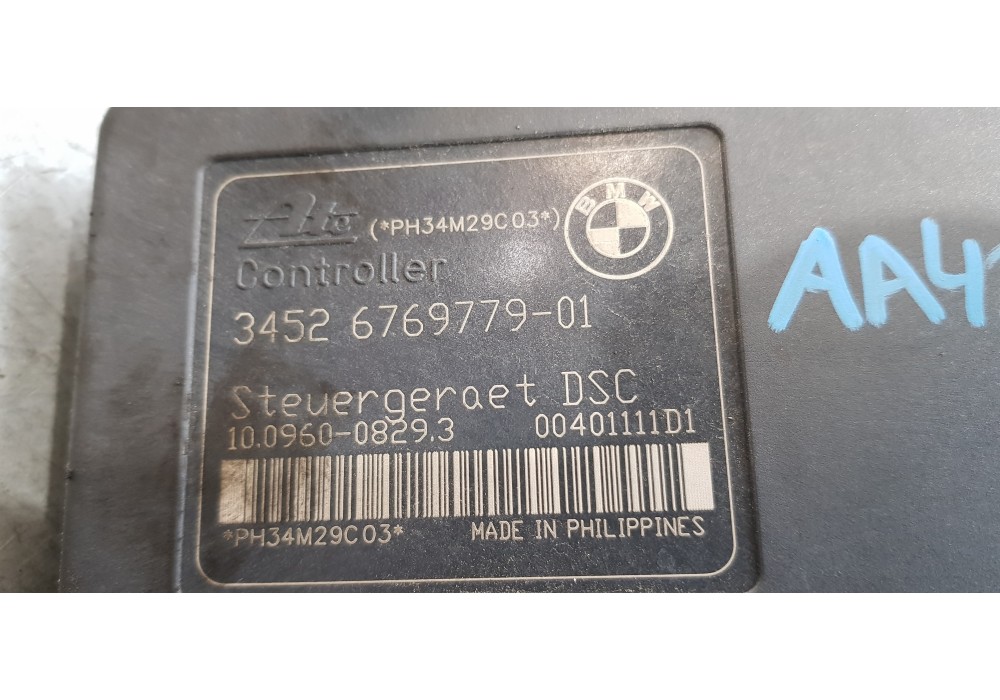 Ate (*PH34M29C03*) BMW
Controller
3452 6769779-01
Steuergeraet DSC
10.0960-0829.3 00401111D1
*PH34M29C03* MADE IN PHILIPPINES
AA4